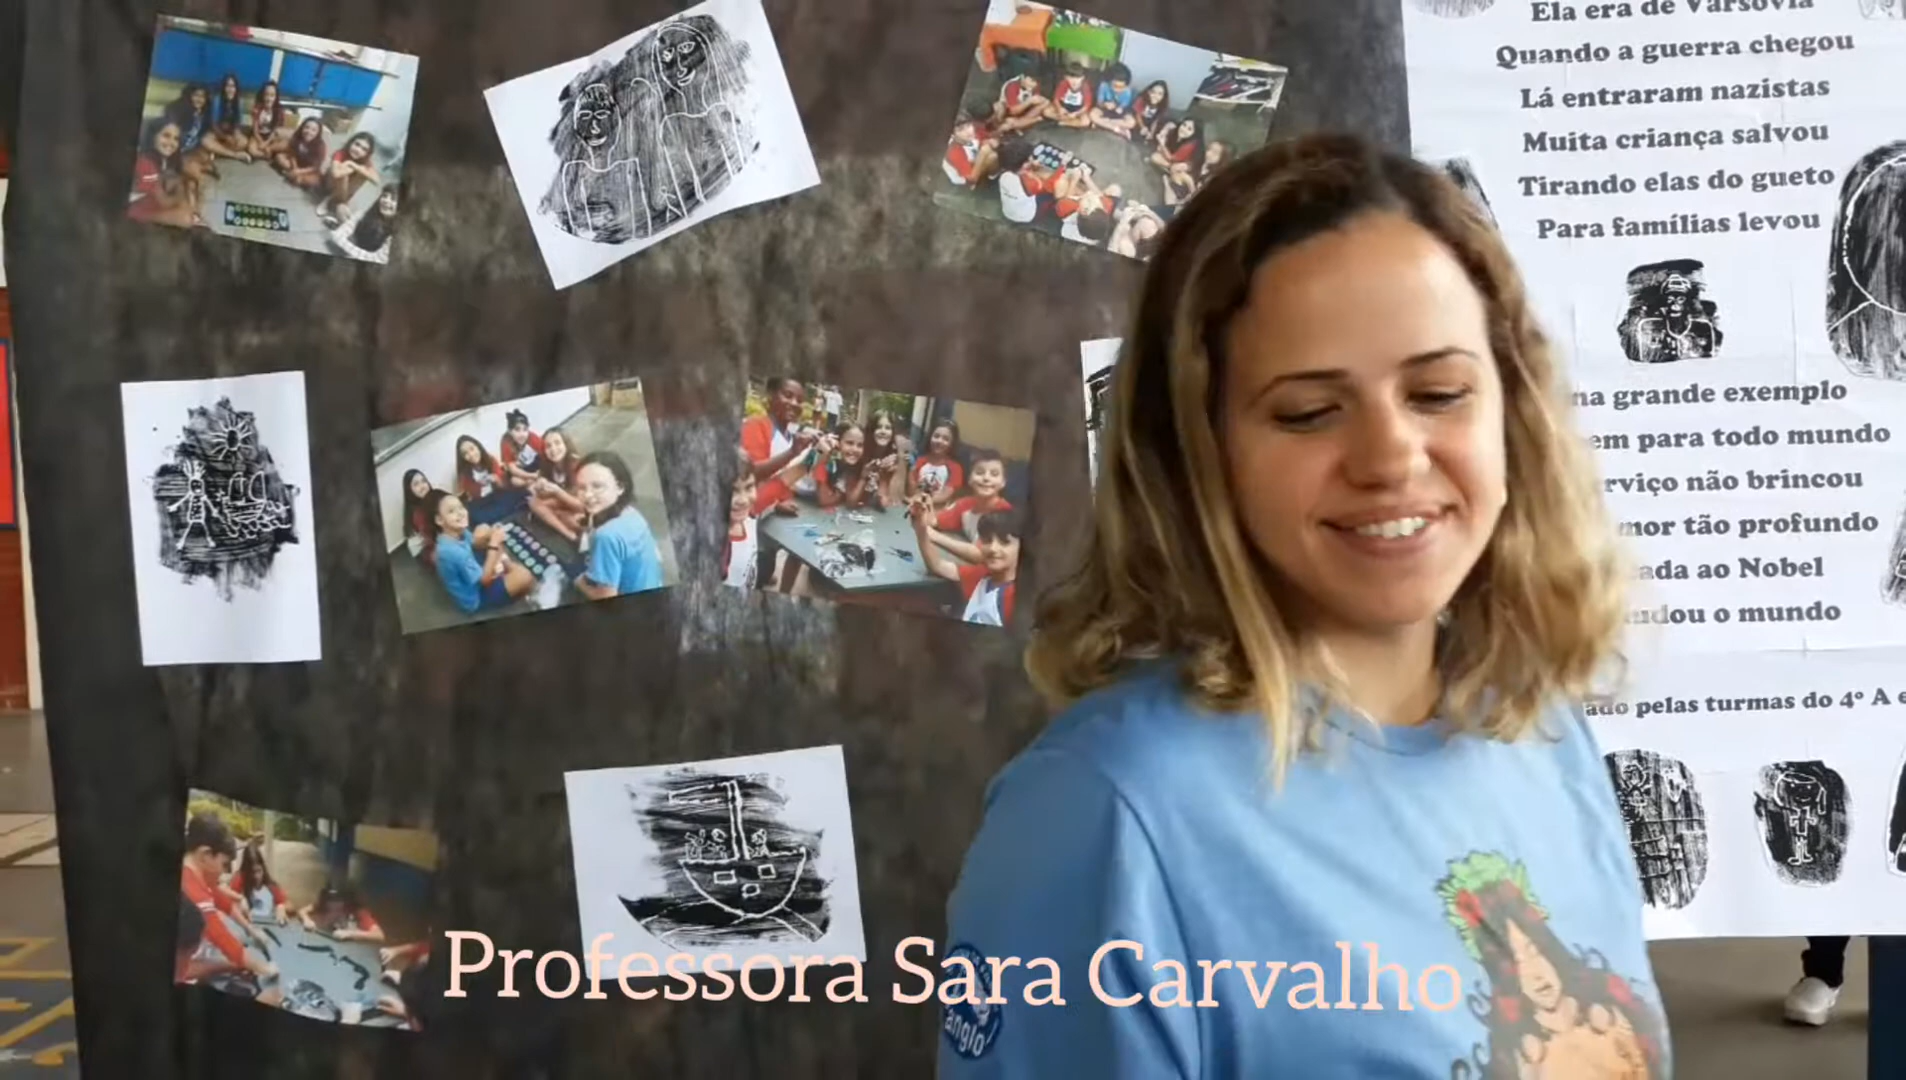 Ela era de Varsóvia
Quando a guerra chegou
Lá entraram nazistas
Muita criança salvou
Tirando elas do gueto
Para famílias levou
grande exemplo
para todo mundo
não brincou
tão profundo
ao Nobel
o mundo
pelas turmas do 4º A e
Professora Sara Carvalho
anglo